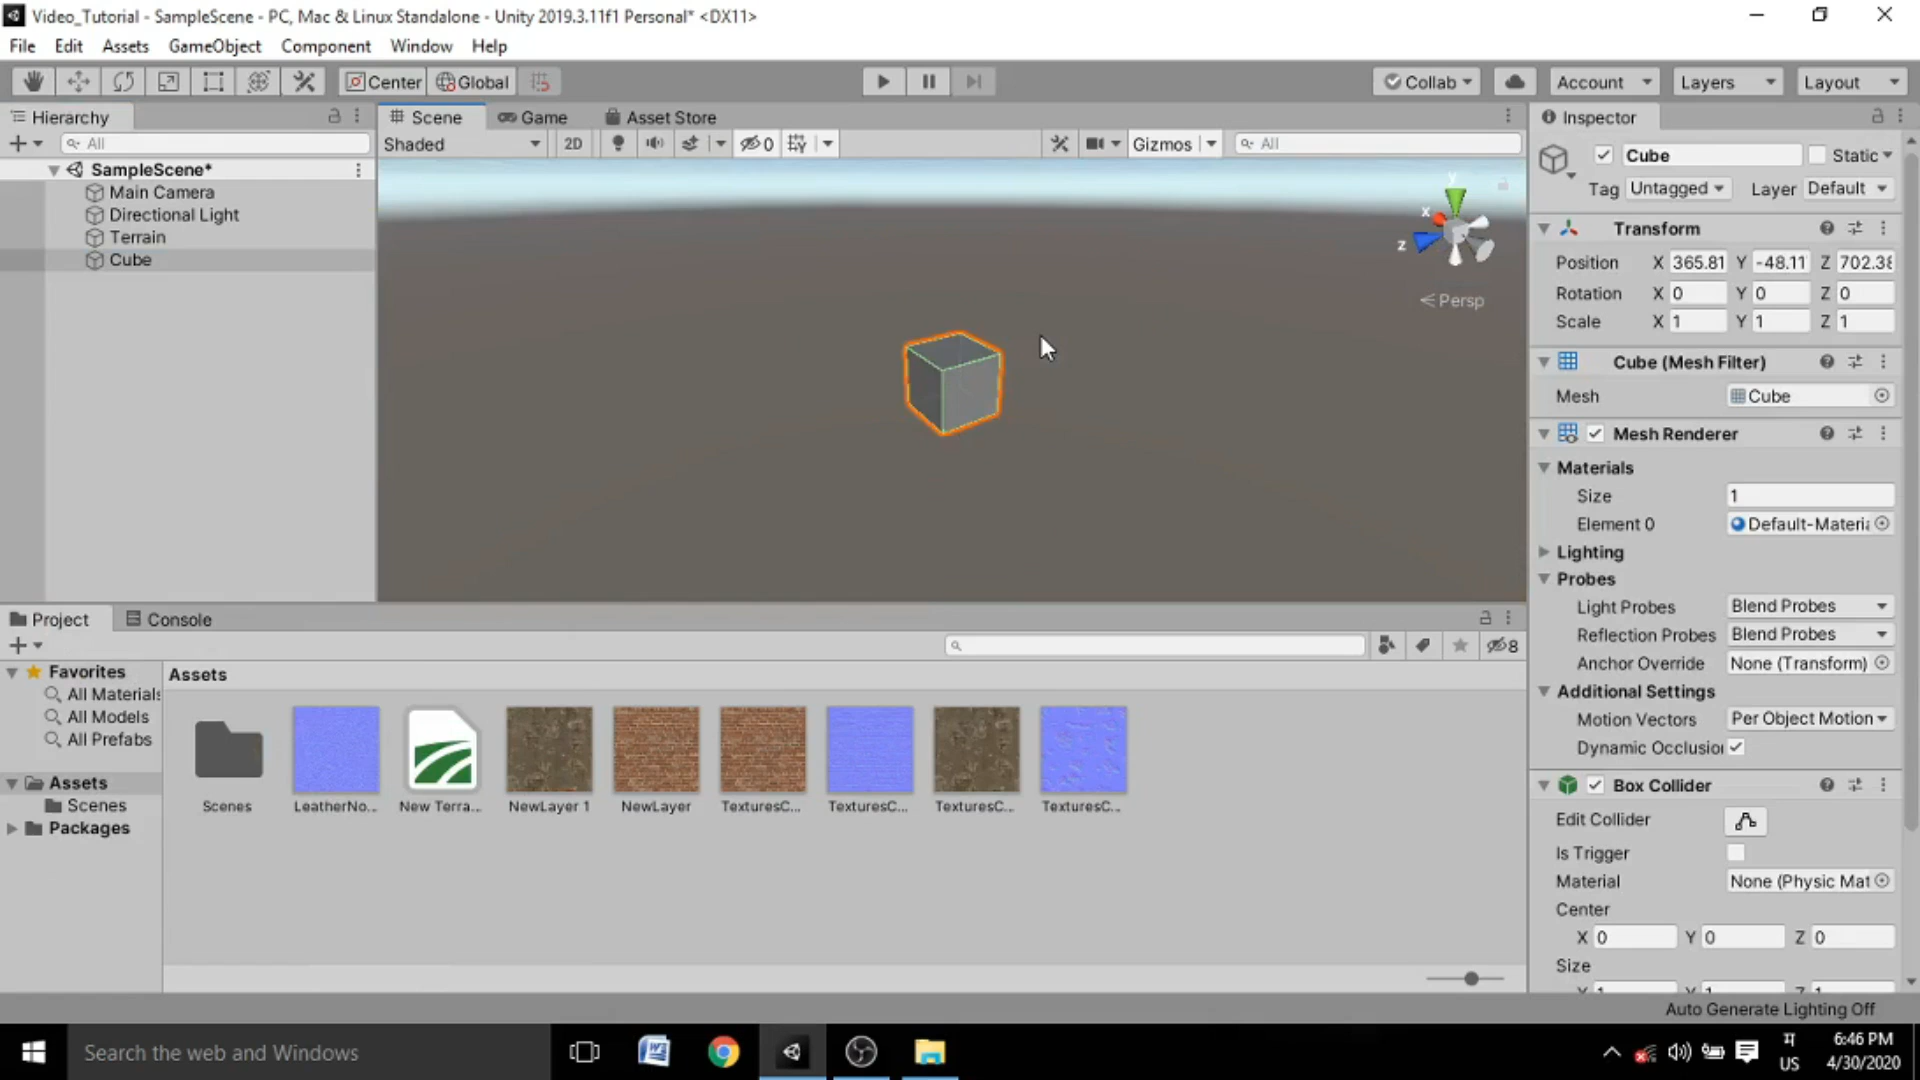 Video_Tutorial - SampleScene - PC, Mac & Linux Standalone - Unity 2019.3.11f1 Personal* <DX11>
File Edit Assets GameObject Component Window Help
Center Global Collab Account Layers Layout
Hierarchy
All
SampleScene*
Main Camera
Directional Light
Terrain
Cube
Scene Game Asset Store
Shaded 2D 0 Gizmos All
y
x
z
Persp
Inspector
Cube Static
Tag Untagged Layer Default
Transform
Position X 365.81 Y -48.11 Z 702.38
Rotation X 0 Y 0 Z 0
Scale X 1 Y 1 Z 1
Cube (Mesh Filter)
Mesh Cube
Mesh Renderer
Materials
Size 1
Element 0 Default-Materia
Lighting
Probes
Light Probes Blend Probes
Reflection Probes Blend Probes
Anchor Override None (Transform)
Additional Settings
Motion Vectors Per Object Motion
Dynamic Occlusio
Box Collider
Edit Collider
Is Trigger
Material None (Physic Mat
Center
X 0 Y 0 Z 0
Size
Project Console
8
Favorites
All Materials
All Models
All Prefabs
Assets
Scenes
Packages
Assets
Scenes LeatherNo... New Terra... NewLayer 1 NewLayer TexturesC... TexturesC... TexturesC... TexturesC...
Auto Generate Lighting Off
Search the web and Windows
US
6:46 PM
4/30/2020